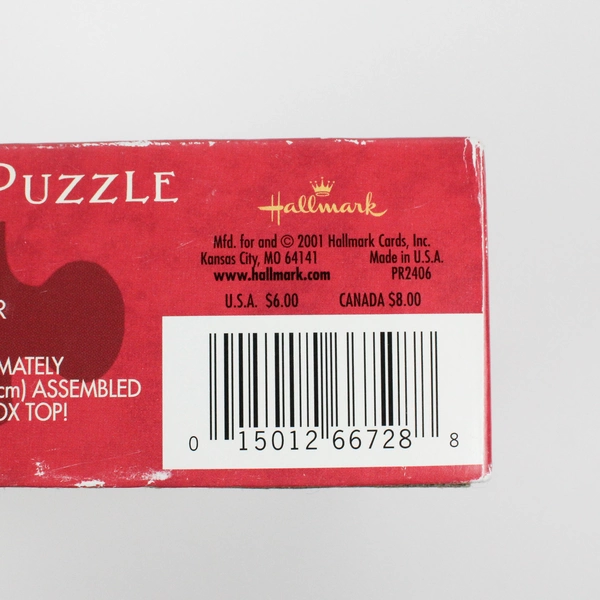 PUZZLE
Hallmark
Mfd. for and © 2001 Hallmark Cards, Inc.
Kansas City, MO 64141 Made in U.S.A.
www.hallmark.com PR2406
U.S.A. $6.00 CANADA $8.00
R
MATELY
cm) ASSEMBLED
OX TOP!
0 15012 66728 8